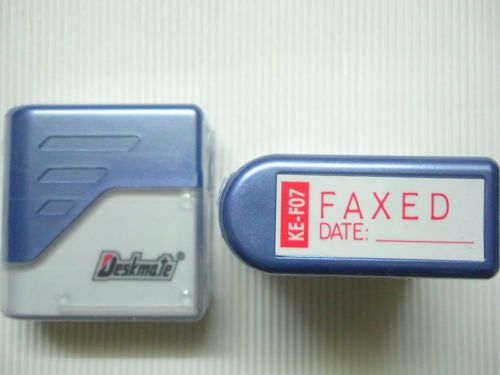 Deskmate
KE-F07
FAXED
DATE: